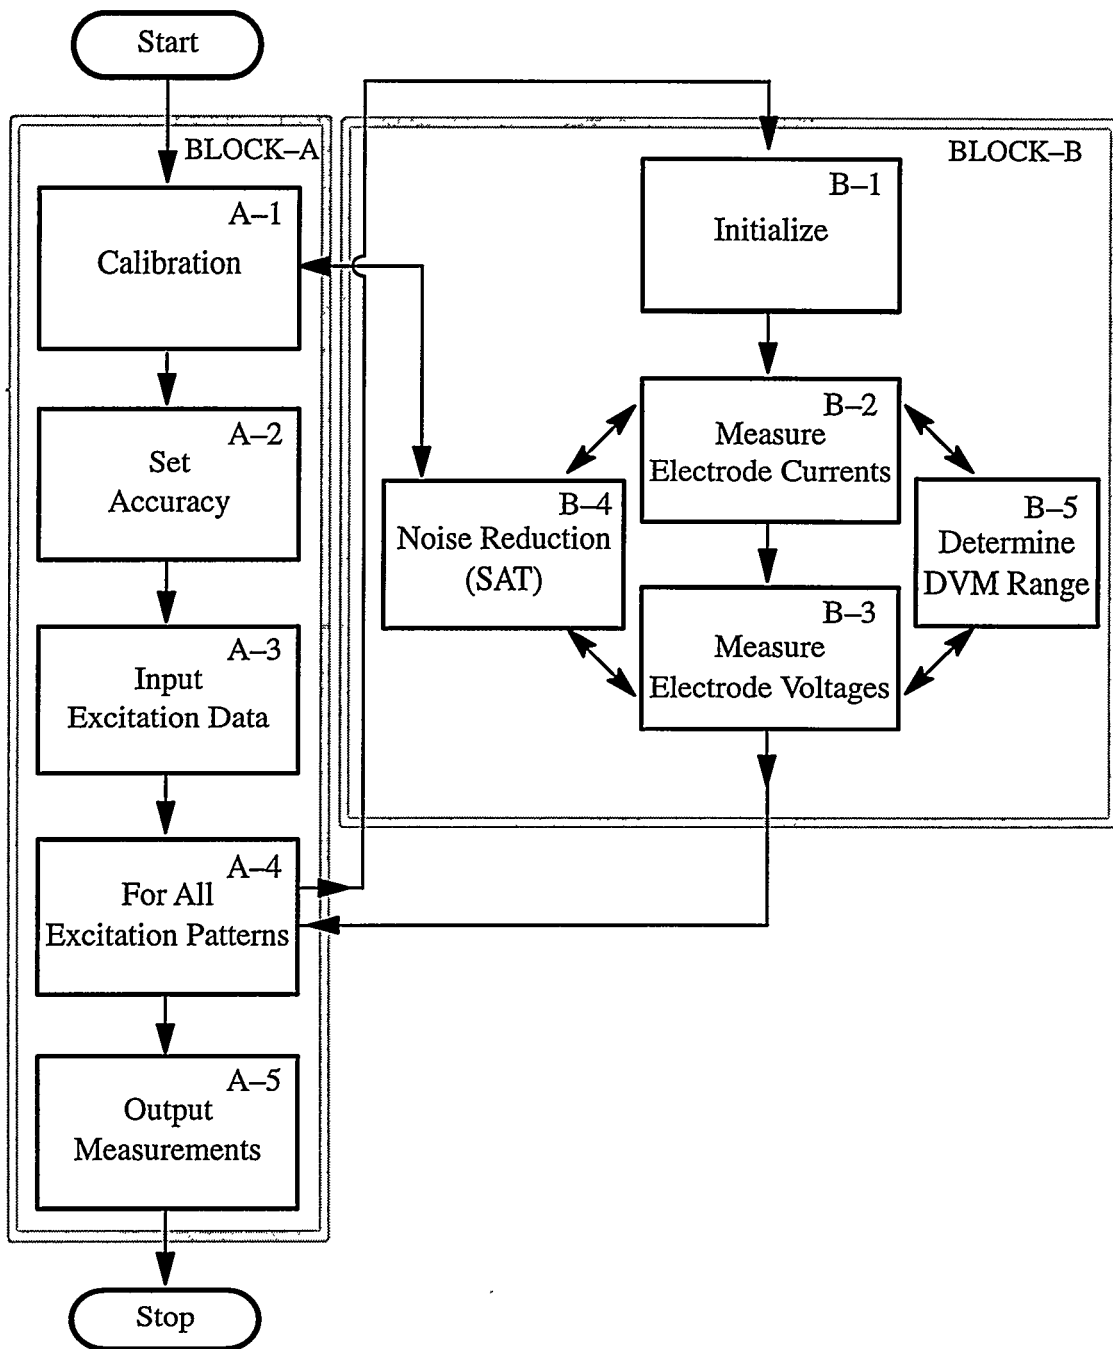 Start
BLOCK–A
A–1
Calibration
A–2
Set
Accuracy
A–3
Input
Excitation Data
A–4
For All
Excitation Patterns
A–5
Output
Measurements
Stop
BLOCK–B
B–1
Initialize
B–2
Measure
Electrode Currents
B–4
Noise Reduction
(SAT)
B–5
Determine
DVM Range
B–3
Measure
Electrode Voltages